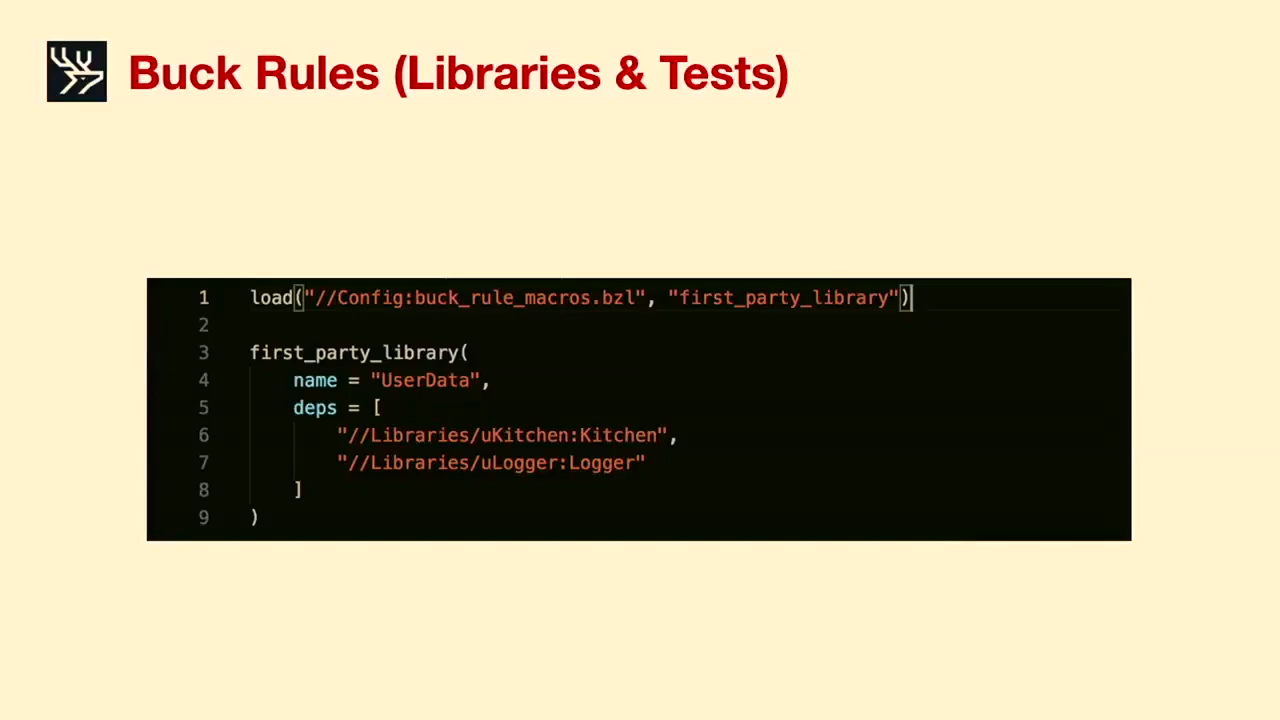 Buck Rules (Libraries & Tests)
1 load("//Config:buck_rule_macros.bzl", "first_party_library")
2
3 first_party_library(
4 name = "UserData",
5 deps = [
6 "//Libraries/uKitchen:Kitchen",
7 "//Libraries/uLogger:Logger"
8 ]
9 )